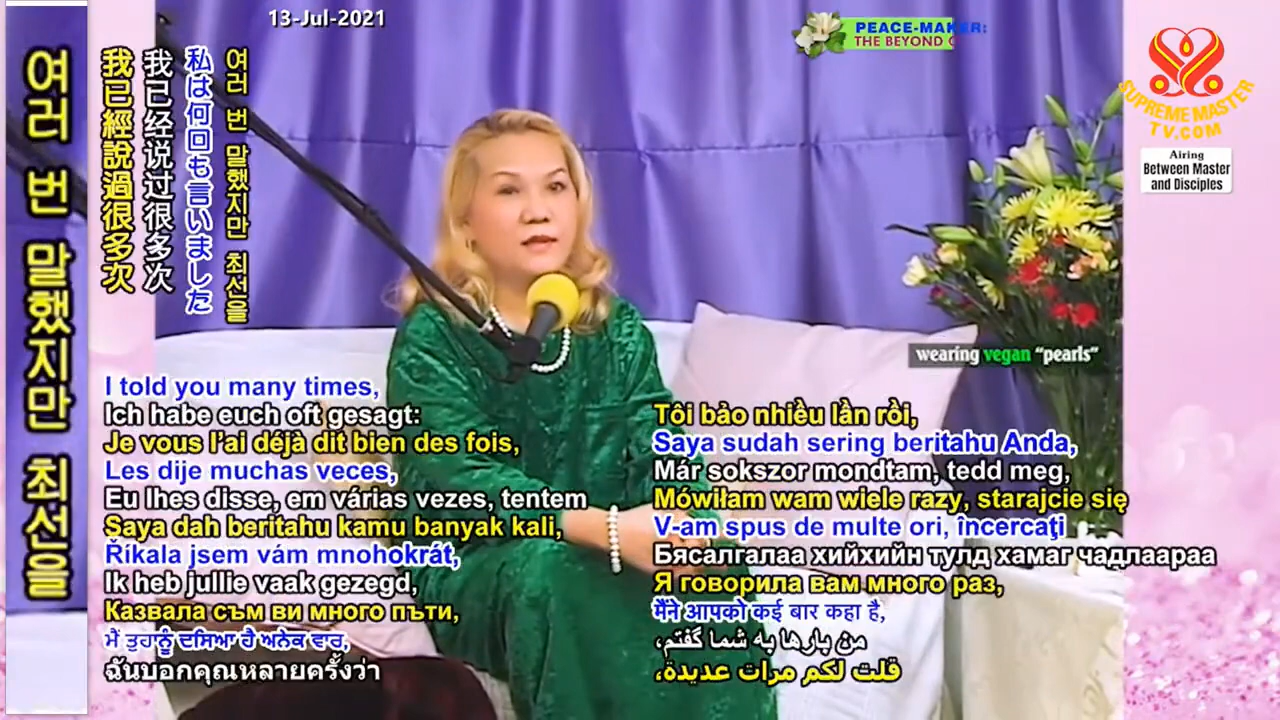 13-Jul-2021
PEACE-MAKER:
THE BEYOND
SUPREME MASTER
TV.COM
Airing
Between Master
and Disciples
여러 번 말했지만 최선을
我已經說過很多次
我已经说过很多次
私は何回も言いました
여러 번 말했지만 최선을
wearing vegan “pearls”
I told you many times,
Ich habe euch oft gesagt:
Je vous l’ai déjà dit bien des fois,
Les dije muchas veces,
Eu lhes disse, em várias vezes, tentem
Saya dah beritahu kamu banyak kali,
Říkala jsem vám mnohokrát,
Ik heb jullie vaak gezegd,
Казвала съм ви много пъти,
ਮੈਂ ਤੁਹਾਨੂੰ ਦਸਿਆ ਹੈ ਅਨੇਕ ਵਾਰ,
ฉันบอกคุณหลายครั้งว่า
Tôi bảo nhiều lần rồi,
Saya sudah sering beritahu Anda,
Már sokszor mondtam, tedd meg,
Mówiłam wam wiele razy, starajcie się
V-am spus de multe ori, încercaţi
Бясалгалаа хийхийн тулд хамаг чадлаараа
Я говорила вам много раз,
मैंने आपको कई बार कहा है,
من بارها به شما گفتم،
قلت لكم مرات عديدة،